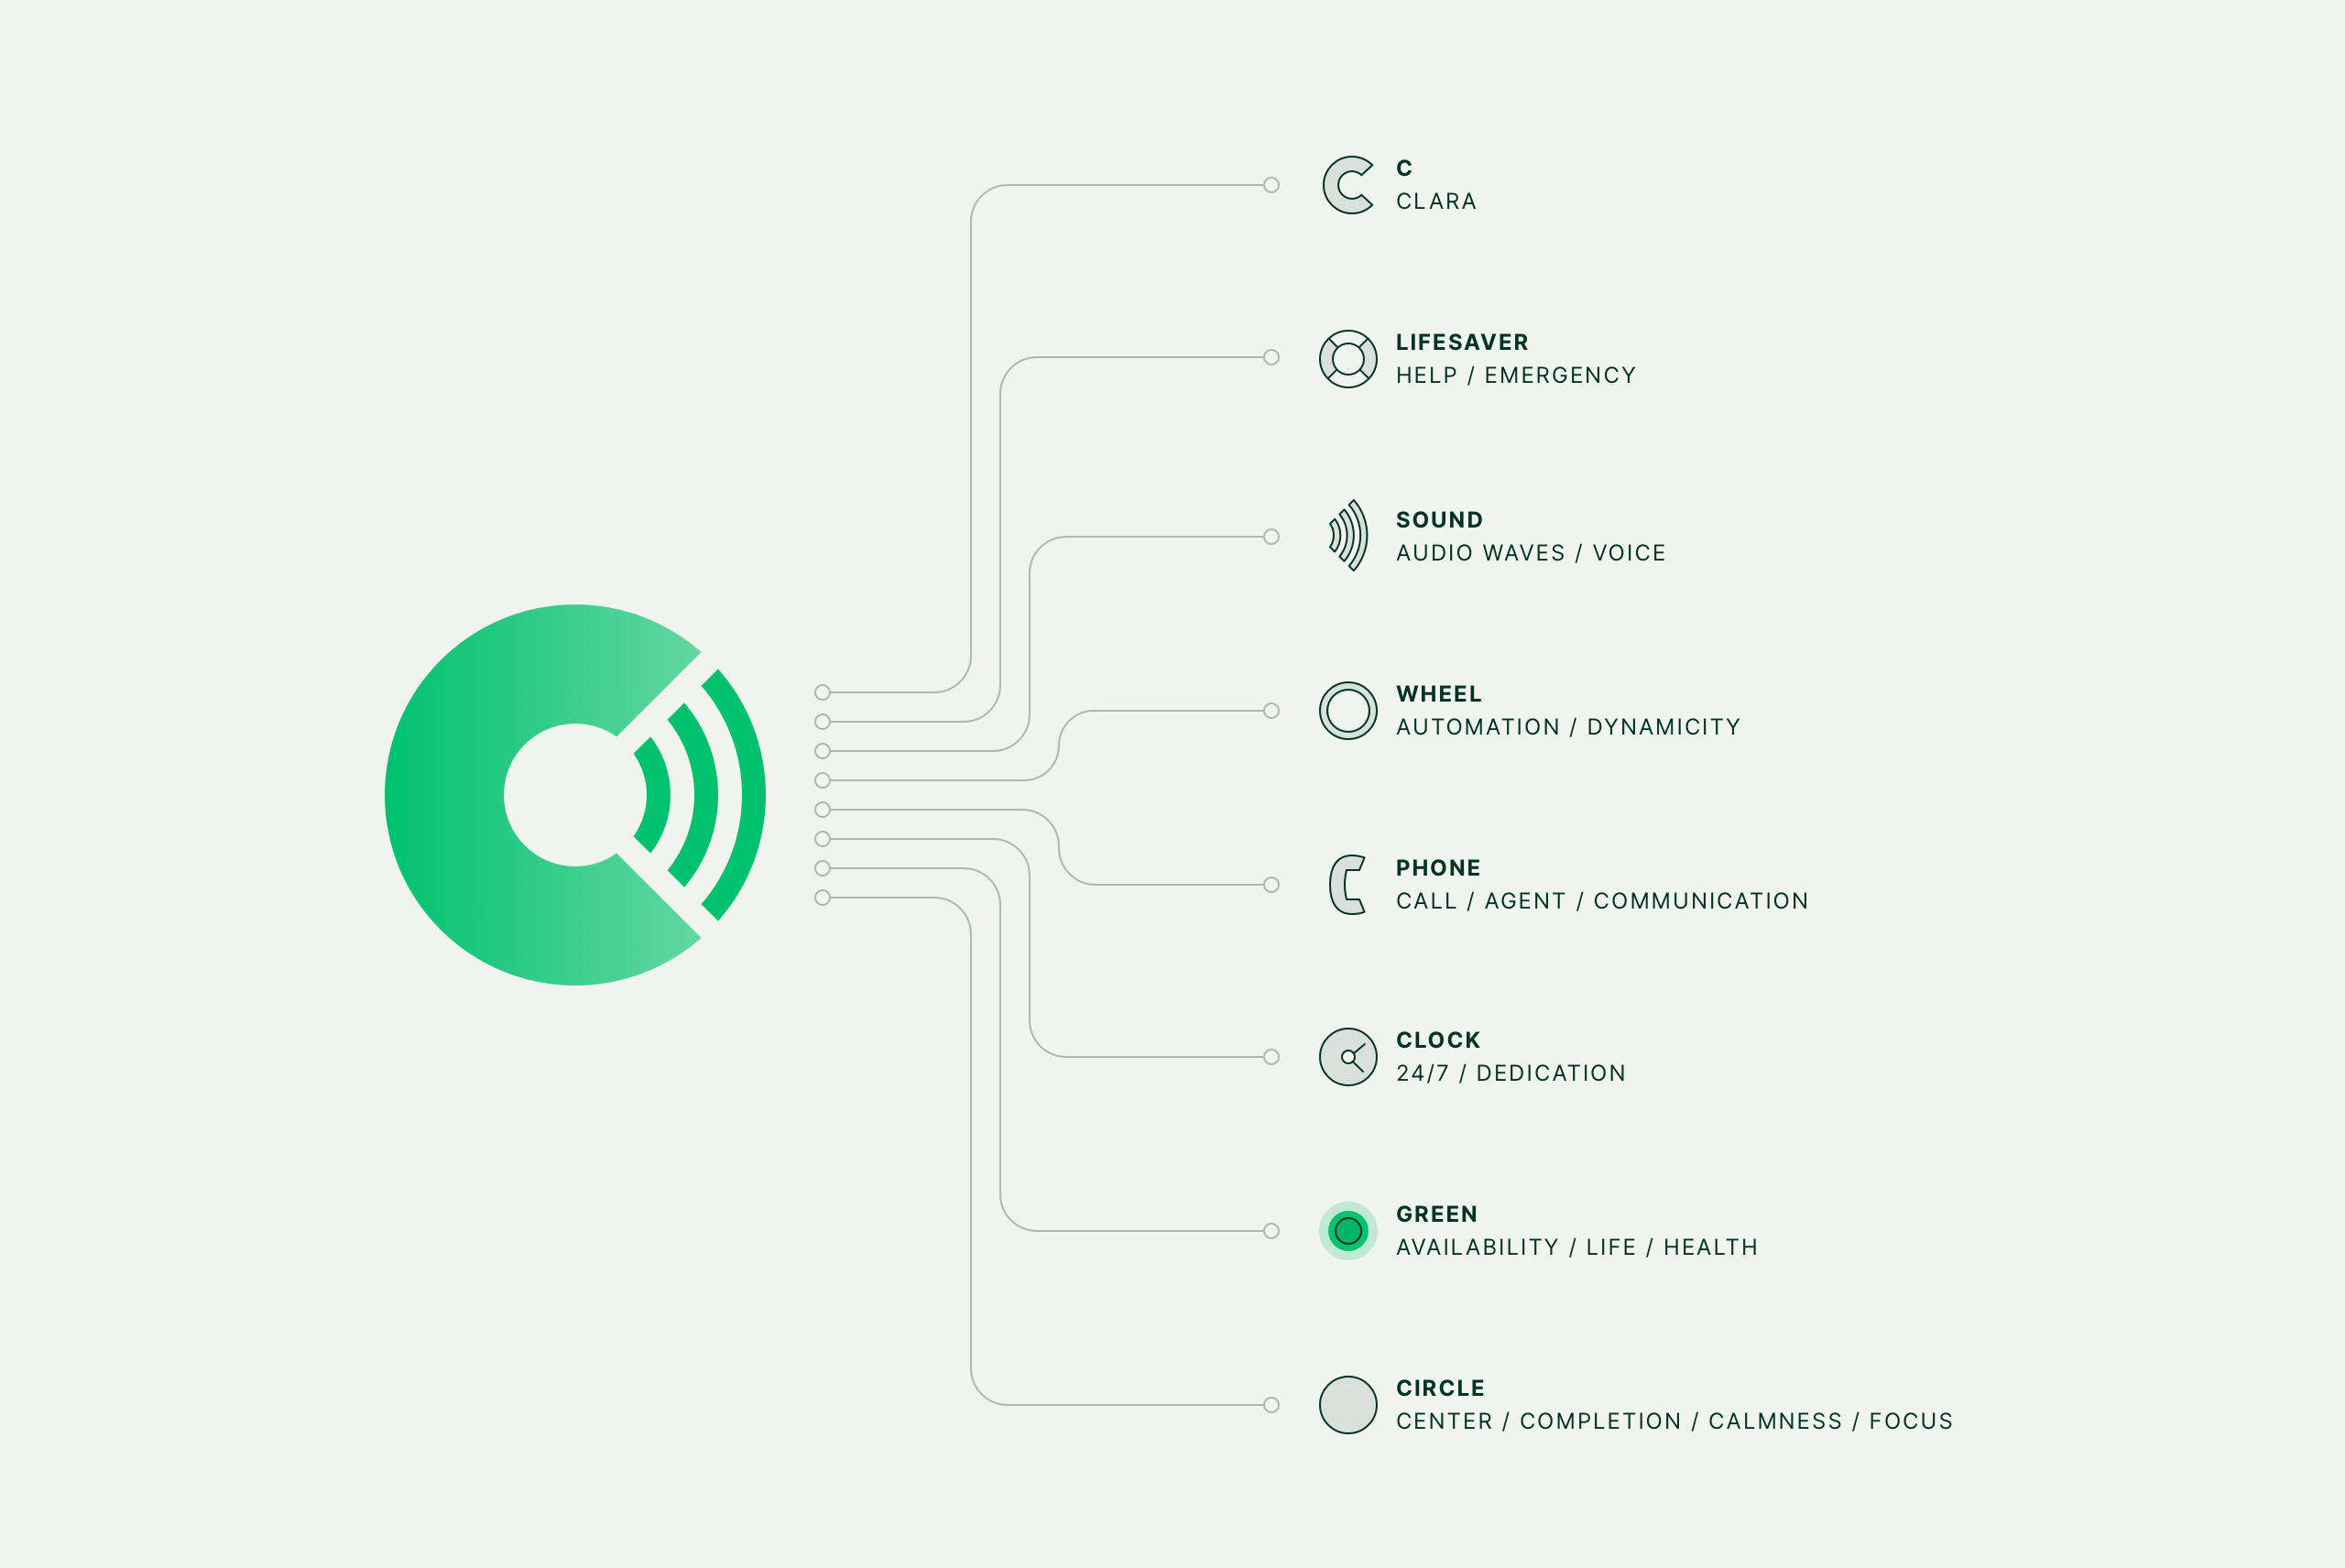 C
CLARA
LIFESAVER
HELP / EMERGENCY
SOUND
AUDIO WAVES / VOICE
WHEEL
AUTOMATION / DYNAMICITY
PHONE
CALL / AGENT / COMMUNICATION
CLOCK
24/7 / DEDICATION
GREEN
AVAILABILITY / LIFE / HEALTH
CIRCLE
CENTER / COMPLETION / CALMNESS / FOCUS